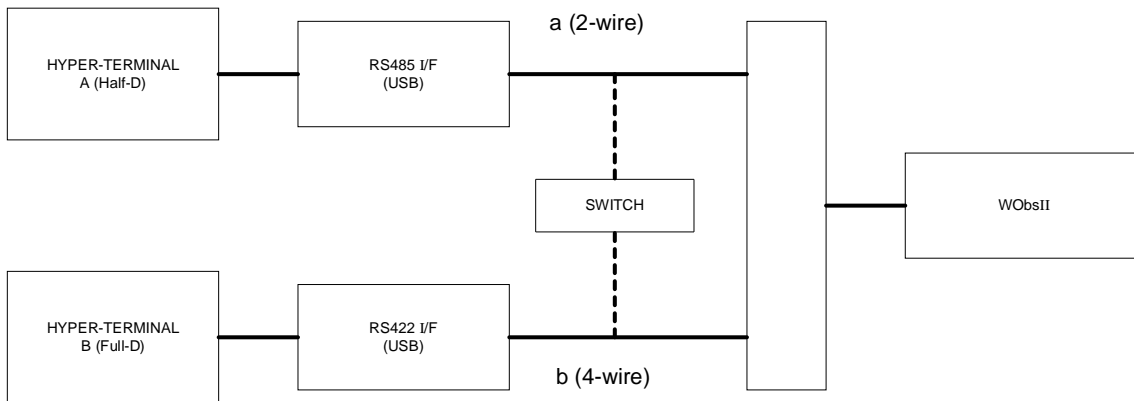 a (2-wire)
HYPER-TERMINAL
A (Half-D)
RS485 I/F
(USB)
SWITCH
WObsII
HYPER-TERMINAL
B (Full-D)
RS422 I/F
(USB)
b (4-wire)